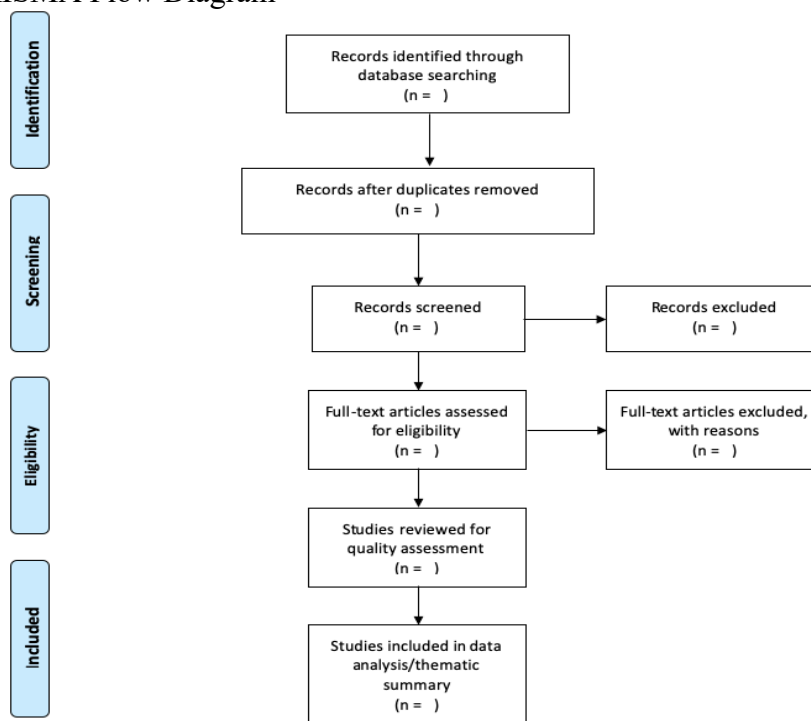 Flow Diagram
Identification
Records identified through
database searching
(n =   )
Records after duplicates removed
(n =   )
Screening
Records screened
(n =   )
Records excluded
(n =   )
Eligibility
Full-text articles assessed
for eligibility
(n =   )
Full-text articles excluded,
with reasons
(n =   )
Studies reviewed for
quality assessment
(n =   )
Included
Studies included in data
analysis/thematic
summary
(n =   )